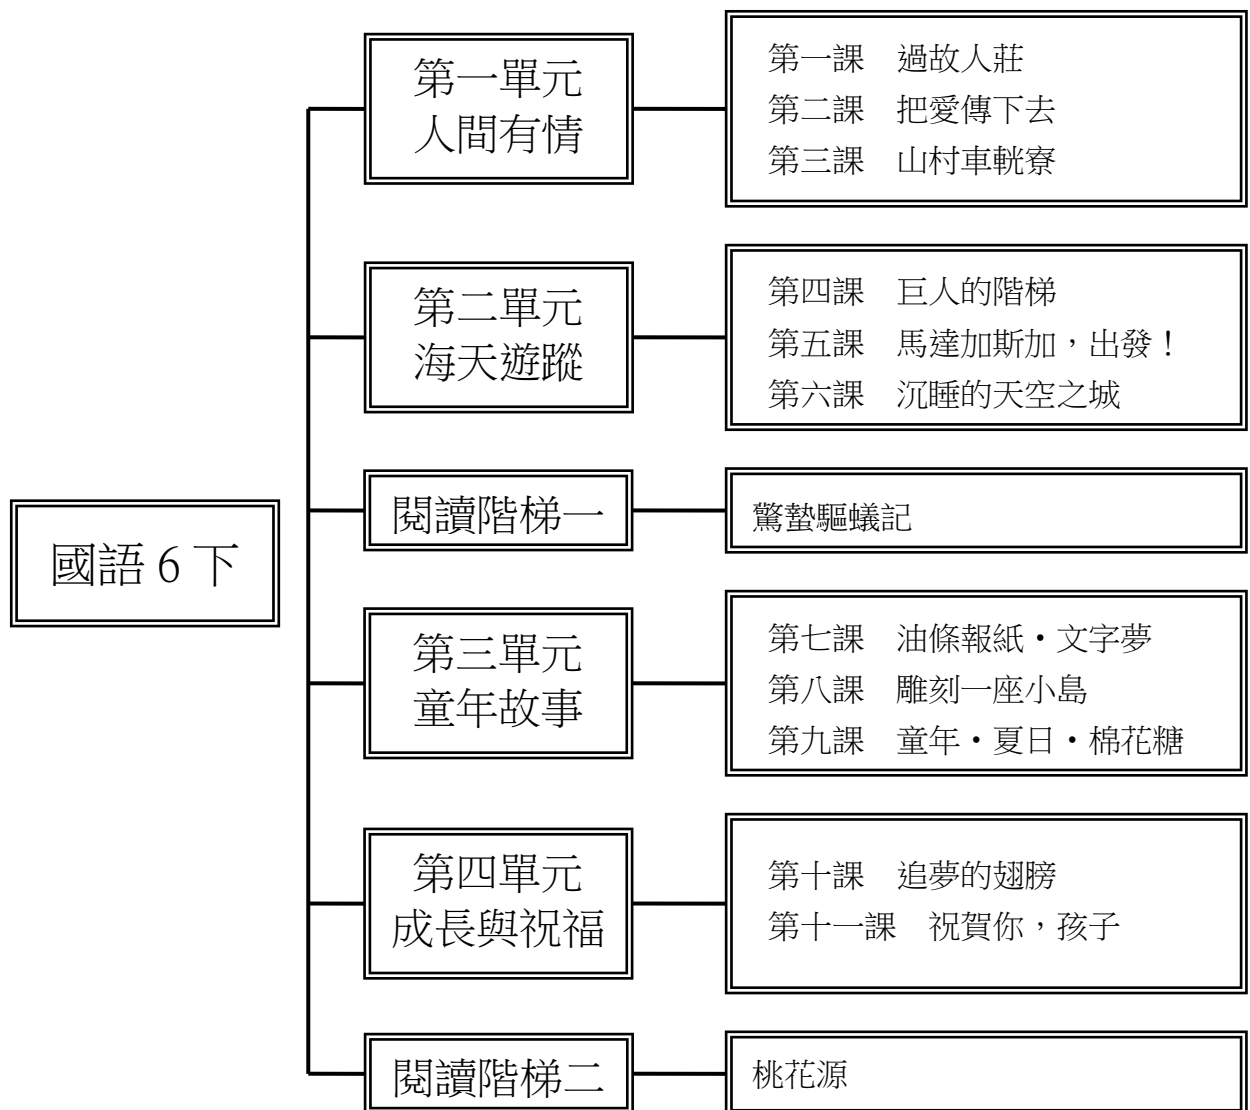 國語 6 下
第一單元
人間有情
第一課　過故人莊
第二課　把愛傳下去
第三課　山村車輄寮
第二單元
海天遊蹤
第四課　巨人的階梯
第五課　馬達加斯加，出發！
第六課　沉睡的天空之城
閱讀階梯一
驚蟄驅蟻記
第三單元
童年故事
第七課　油條報紙‧文字夢
第八課　雕刻一座小島
第九課　童年‧夏日‧棉花糖
第四單元
成長與祝福
第十課　追夢的翅膀
第十一課　祝賀你，孩子
閱讀階梯二
桃花源